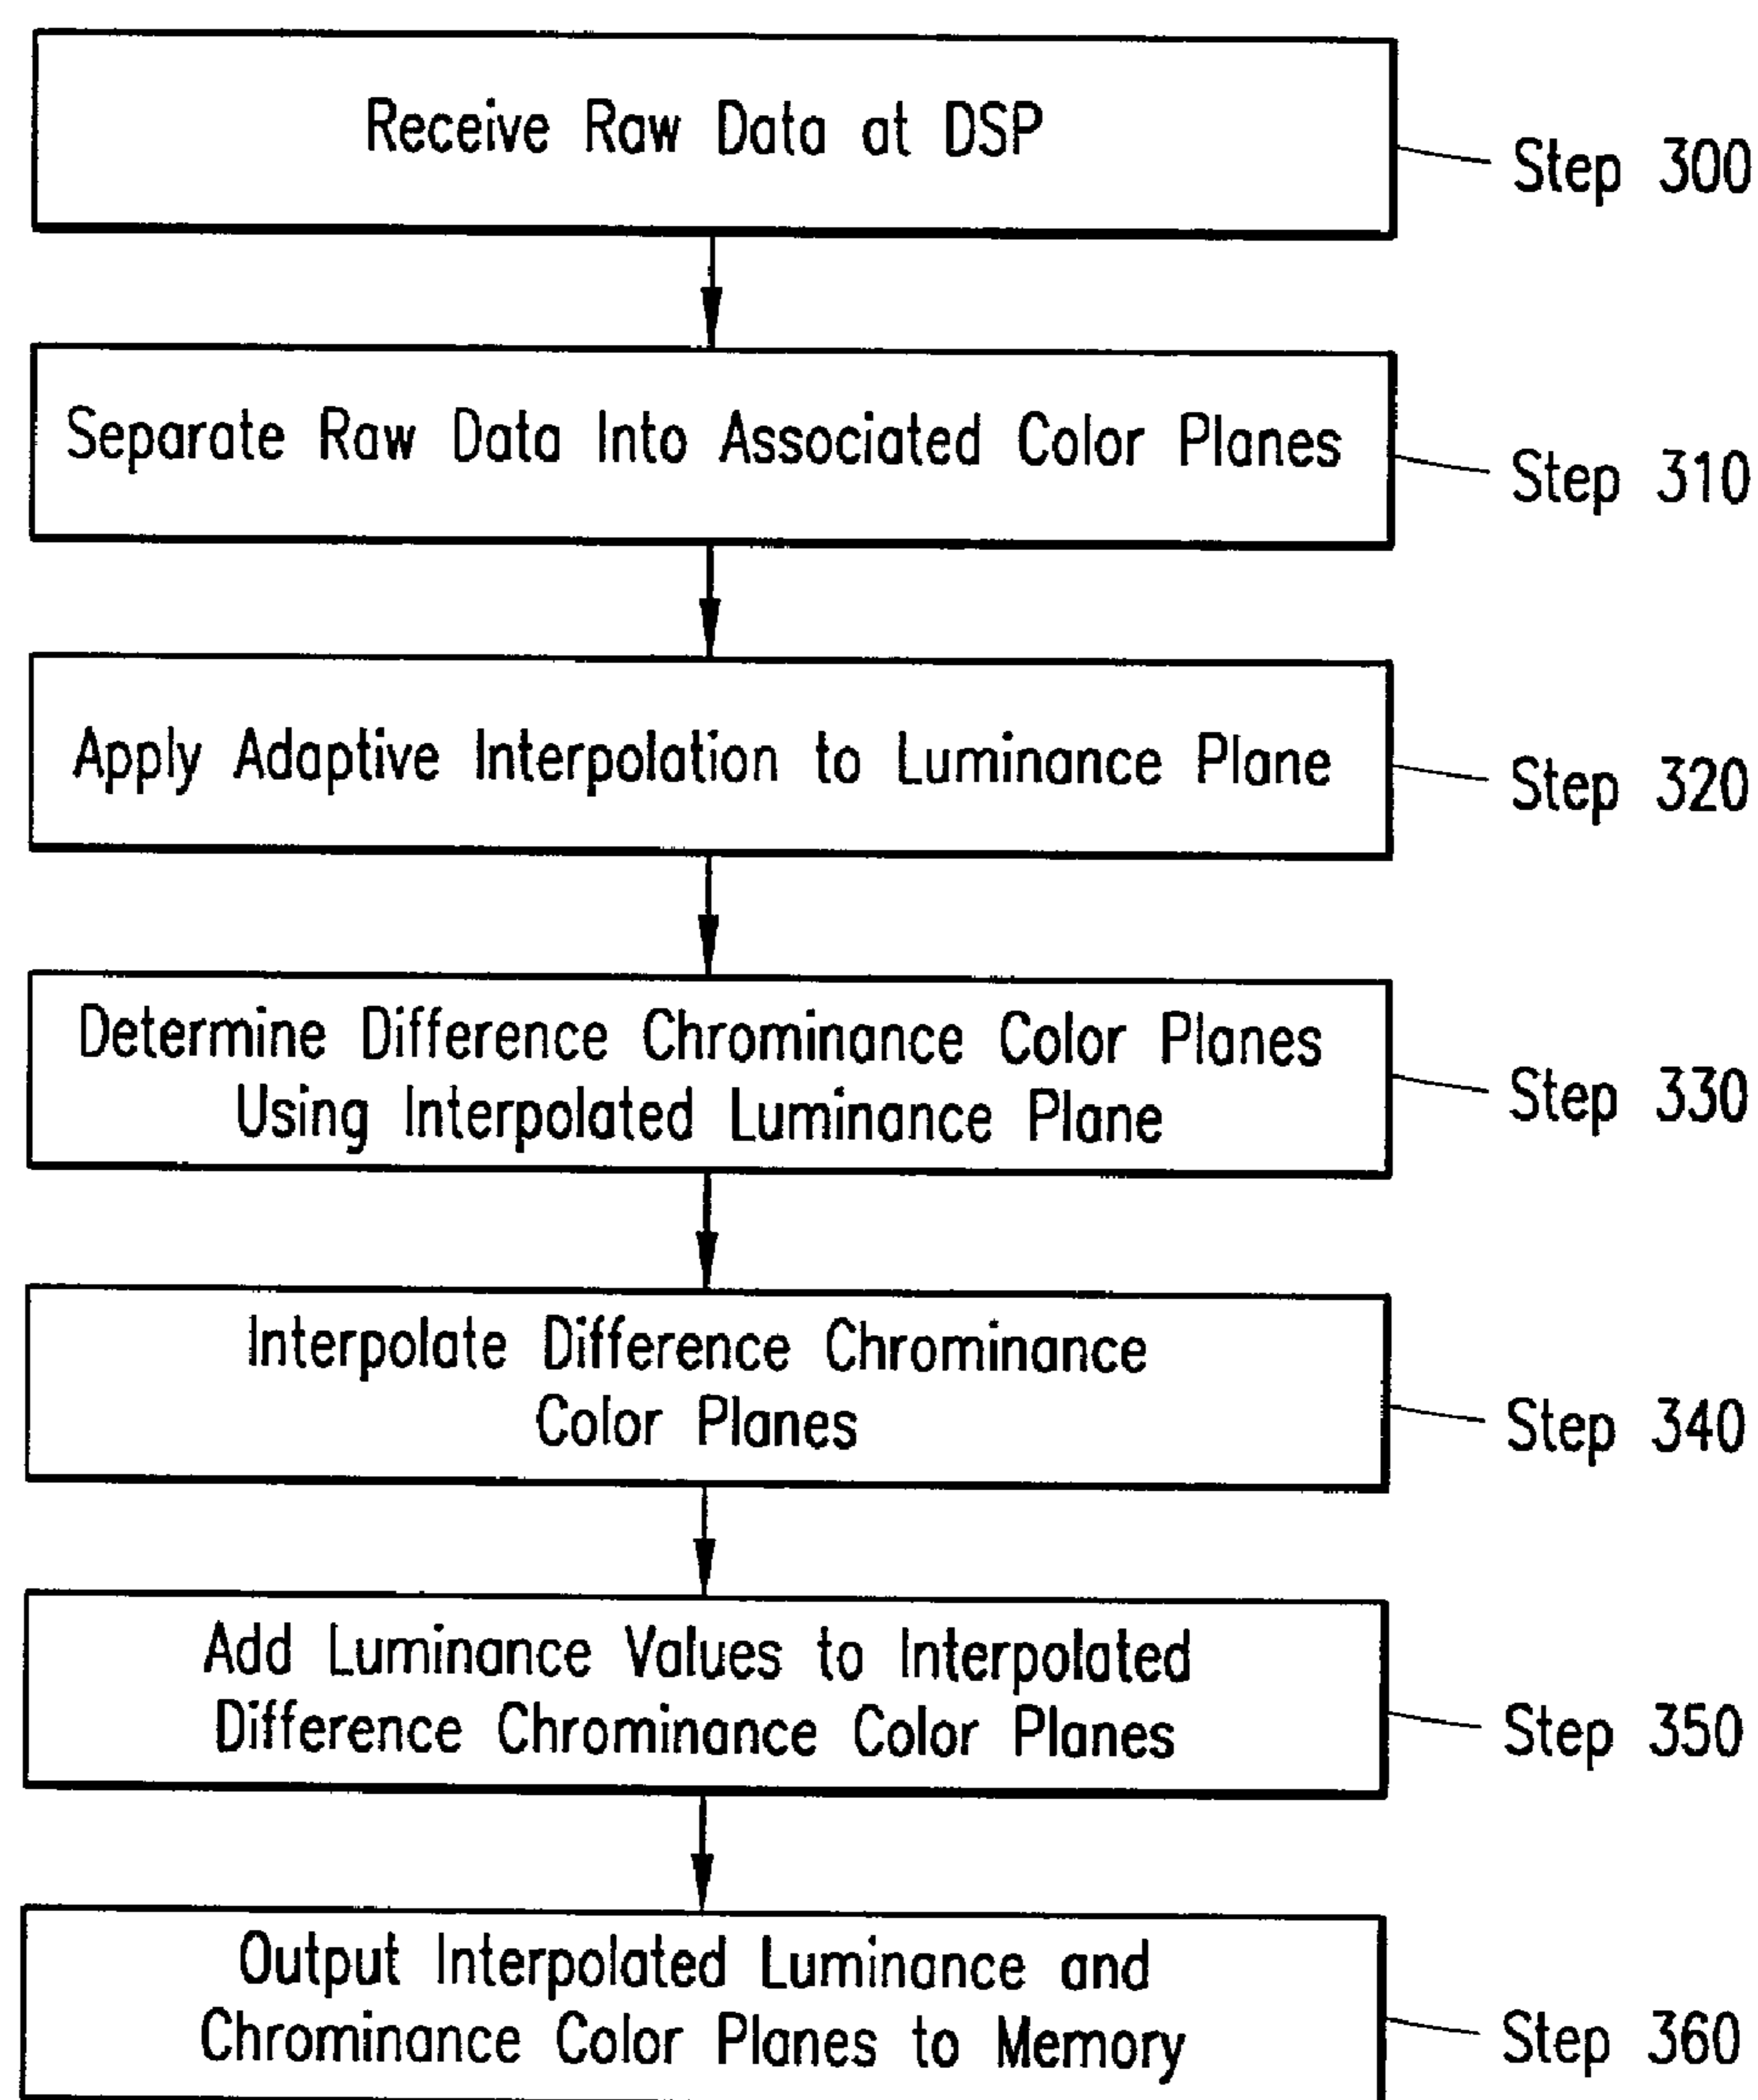 Receive Raw Data at DSP
Step 300
Separate Raw Data Into Associated Color Planes
Step 310
Apply Adaptive Interpolation to Luminance Plane
Step 320
Determine Difference Chrominance Color Planes
Using Interpolated Luminance Plane
Step 330
Interpolate Difference Chrominance
Color Planes
Step 340
Add Luminance Values to Interpolated
Difference Chrominance Color Planes
Step 350
Output Interpolated Luminance and
Chrominance Color Planes to Memory
Step 360